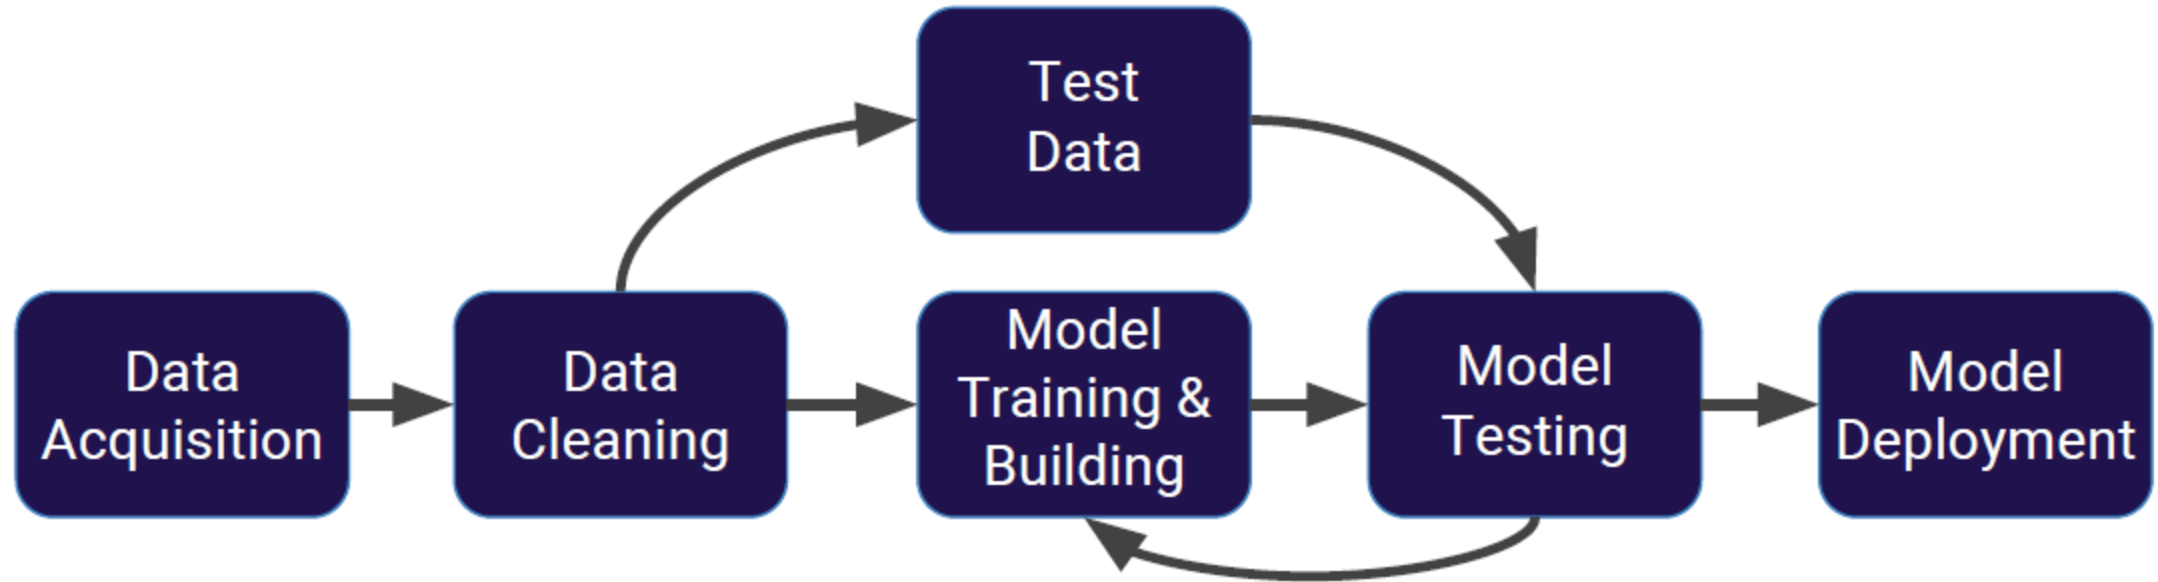 Test
Data
Data
Acquisition
Data
Cleaning
Model
Training &
Building
Model
Testing
Model
Deployment